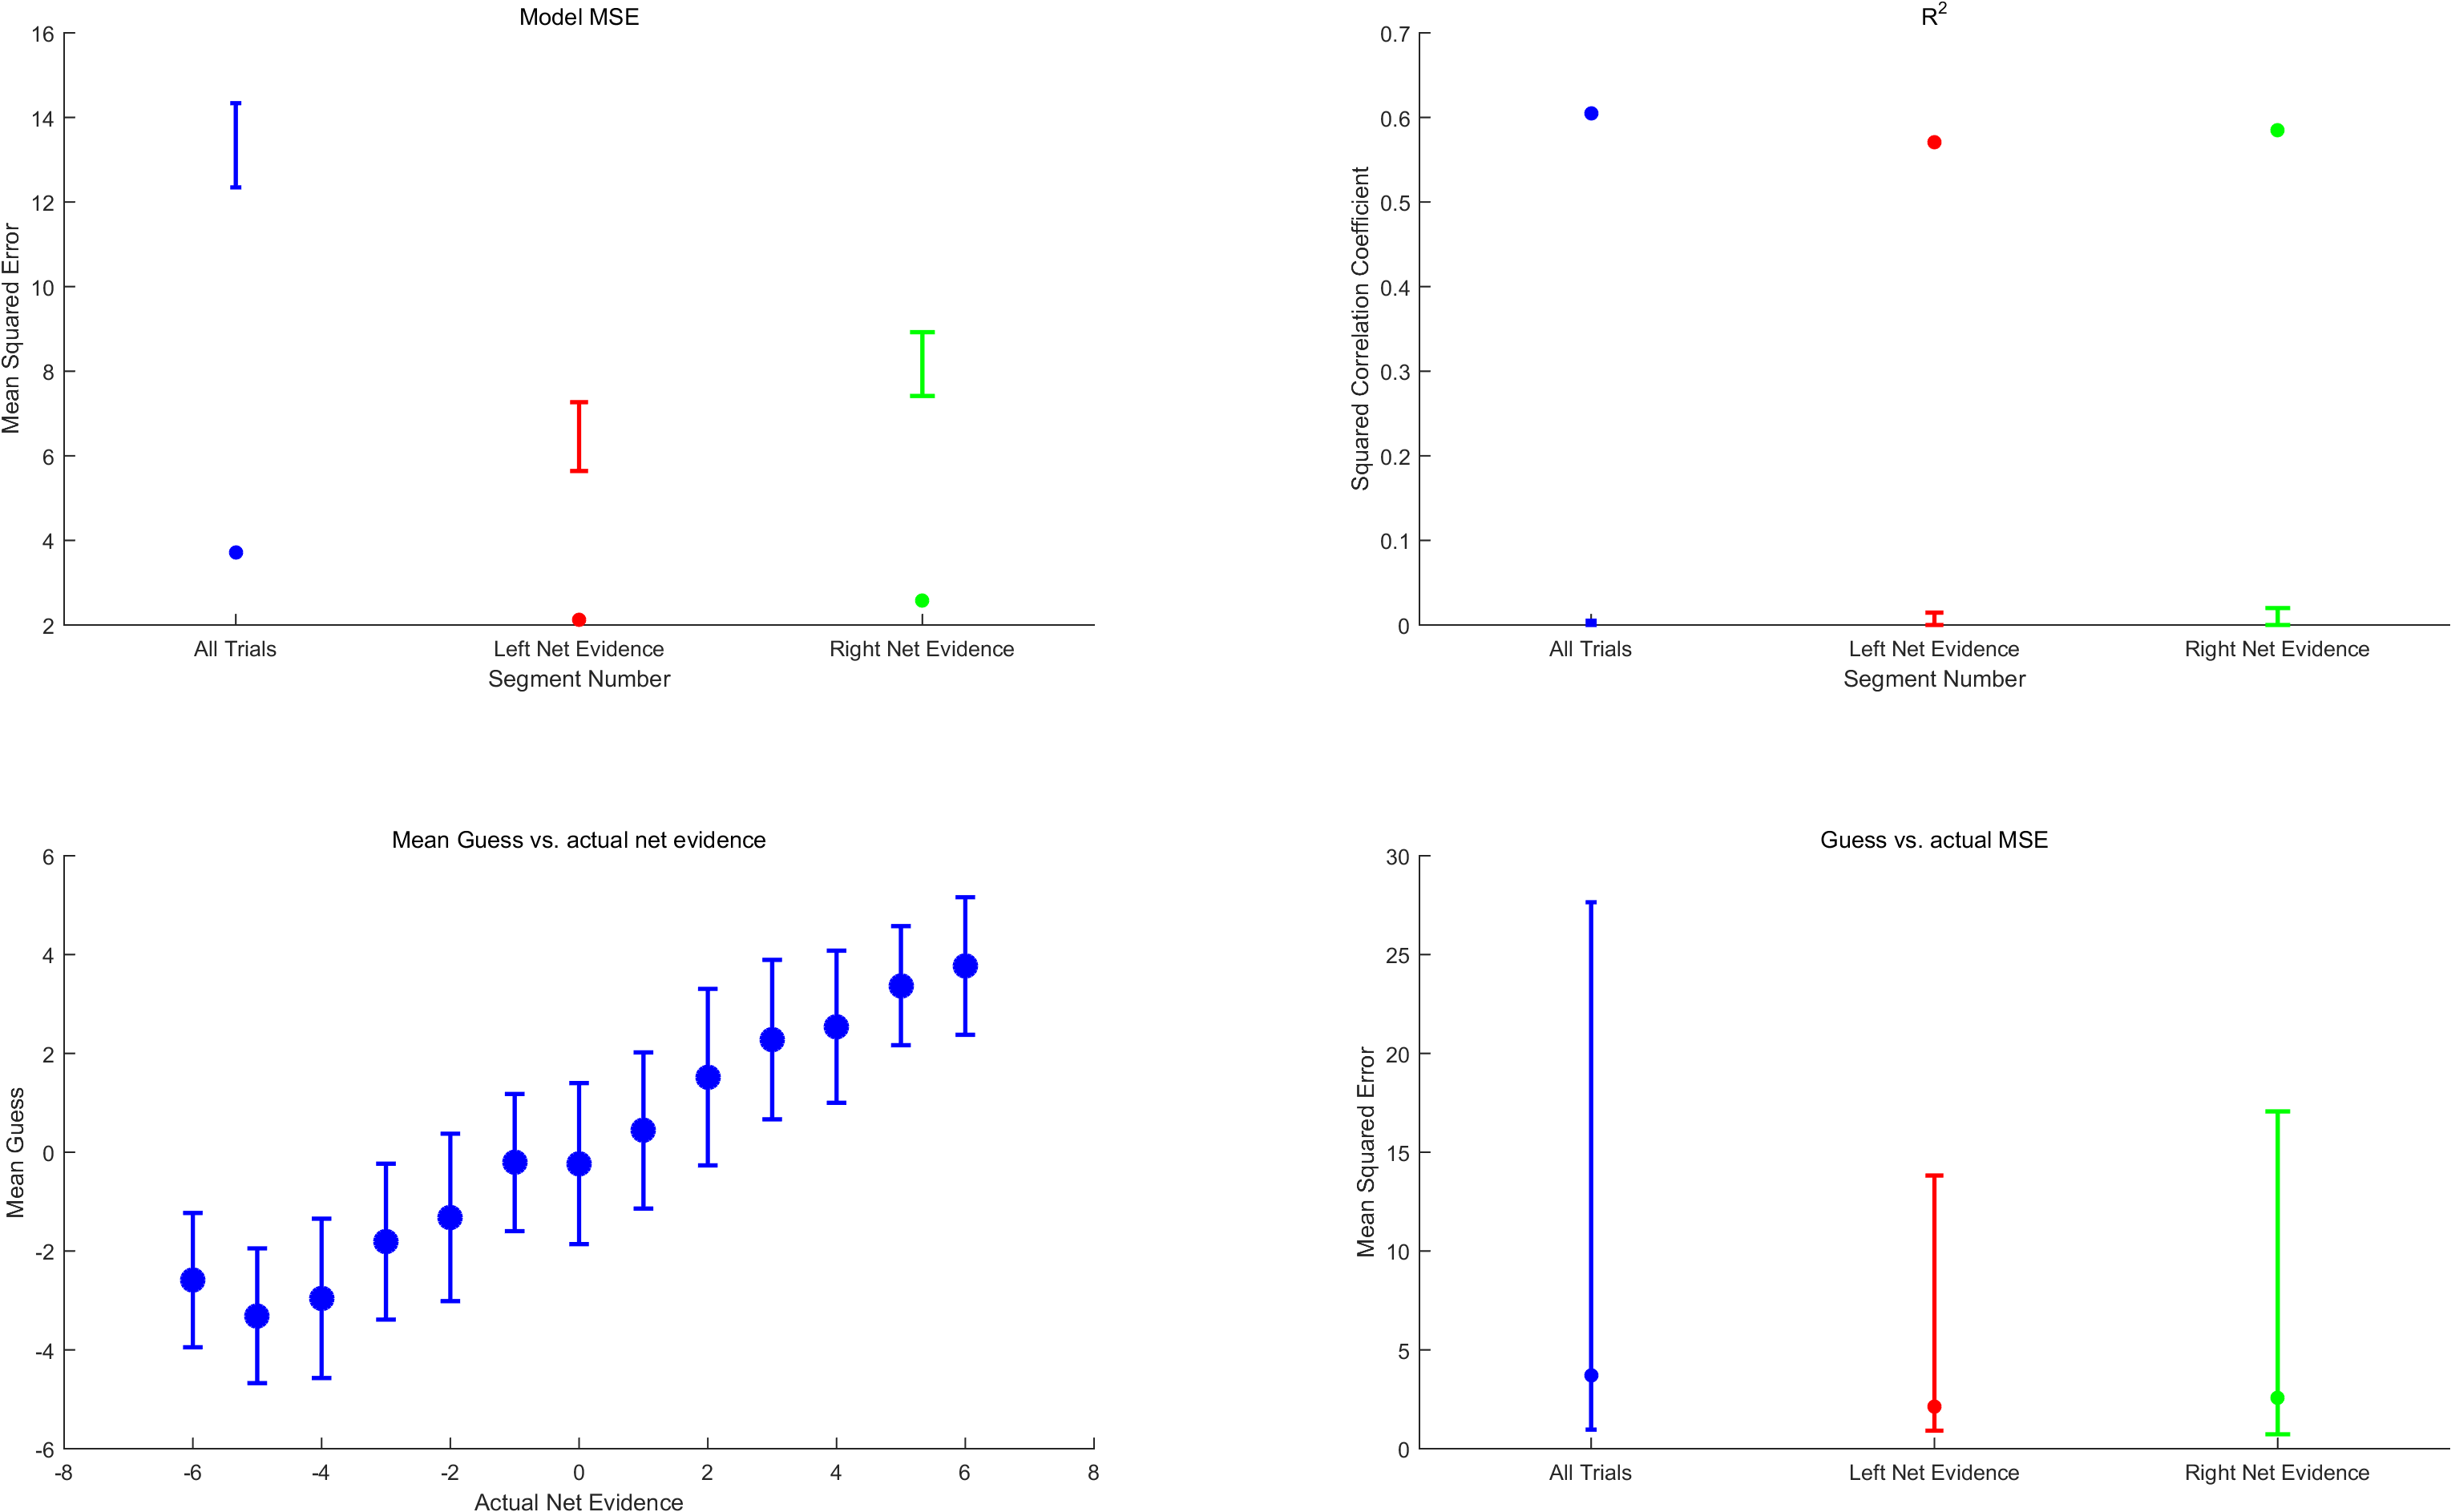 Model MSE
16
14
12
10
8
6
4
2
Mean Squared Error
All Trials
Left Net Evidence
Right Net Evidence
Segment Number
R²
0.7
0.6
0.5
0.4
0.3
0.2
0.1
0
Squared Correlation Coefficient
All Trials
Left Net Evidence
Right Net Evidence
Segment Number
Mean Guess vs. actual net evidence
6
4
2
0
-2
-4
-6
Mean Guess
-8
-6
-4
-2
0
2
4
6
8
Actual Net Evidence
Guess vs. actual MSE
30
25
20
15
10
5
0
Mean Squared Error
All Trials
Left Net Evidence
Right Net Evidence